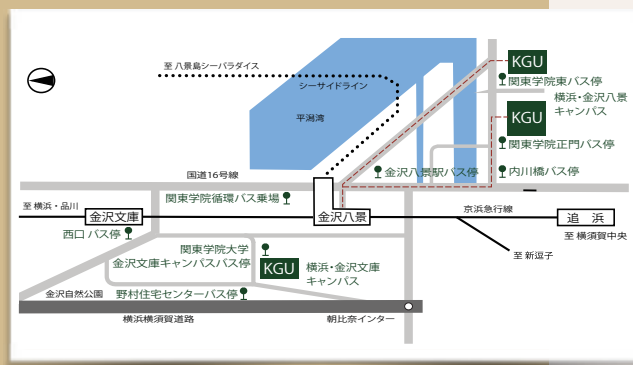 至 八景島シーパラダイス
シーサイドライン
平潟湾
KGU
関東学院東バス停
横浜・金沢八景
キャンパス
KGU
関東学院正門バス停
金沢八景駅バス停
内川橋バス停
国道16号線
関東学院循環バス乗場
至 横浜・品川
金沢文庫
金沢八景
京浜急行線
追 浜
西口 バス停
至 横須賀中央
関東学院大学
金沢文庫キャンパスバス停
KGU
横浜・金沢文庫
キャンパス
至 新逗子
金沢自然公園
野村住宅センターバス停
横浜横須賀道路
朝比奈インター